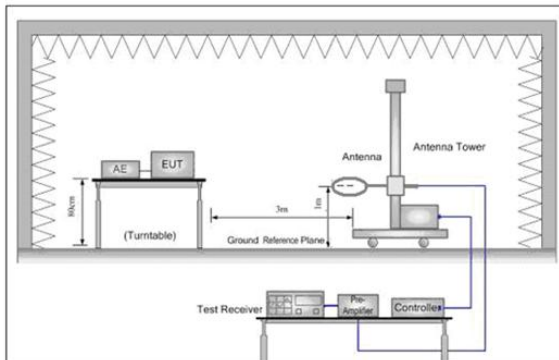 Antenna Tower
Antenna
EUT
AE
80cm
(Turntable)
3m
1m
Ground Reference Plane
Test Receiver
Pre-
Amplifier
Controller